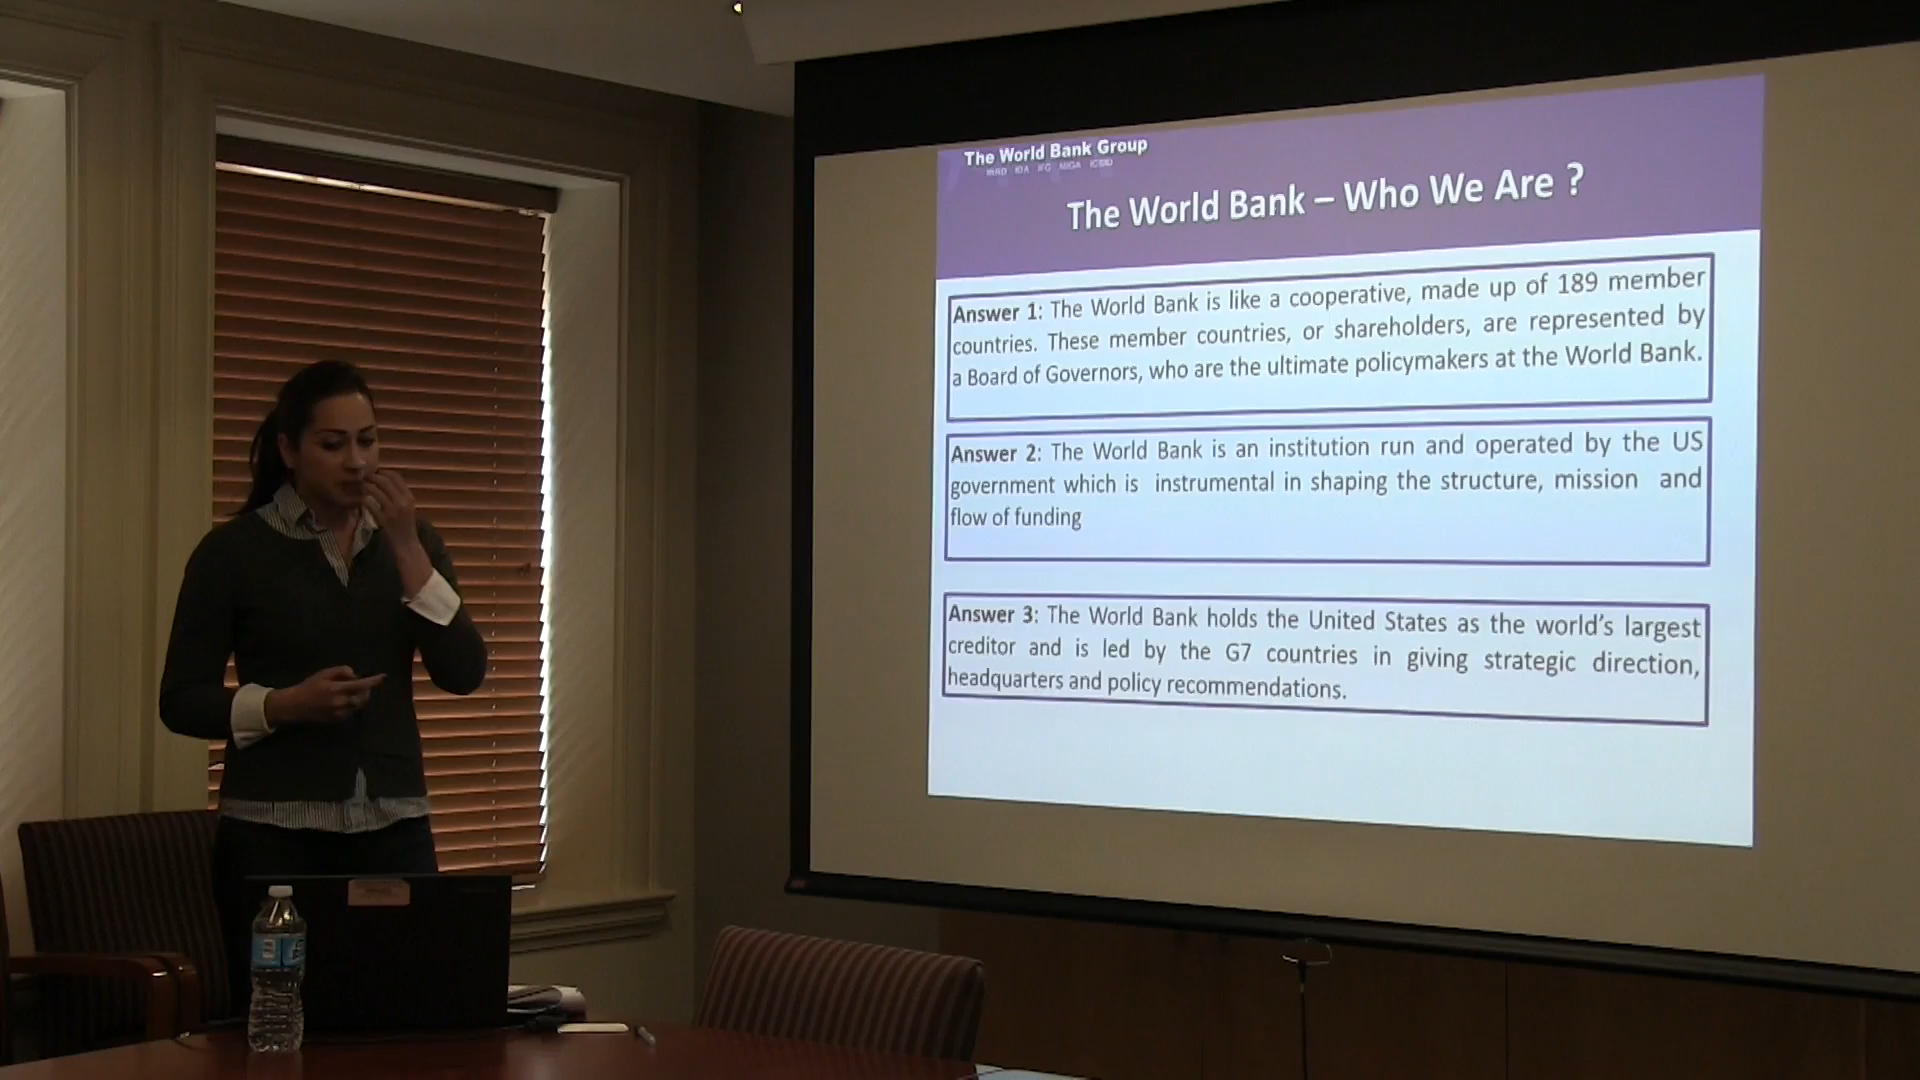 The World Bank Group
IBRD IDA IFC MIGA ICSID
The World Bank – Who We Are ?
Answer 1: The World Bank is like a cooperative, made up of 189 member
countries. These member countries, or shareholders, are represented by
a Board of Governors, who are the ultimate policymakers at the World Bank.
Answer 2: The World Bank is an institution run and operated by the US
government which is instrumental in shaping the structure, mission and
flow of funding
Answer 3: The World Bank holds the United States as the world's largest
creditor and is led by the G7 countries in giving strategic direction,
headquarters and policy recommendations.